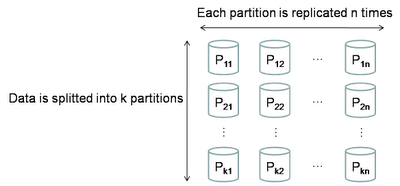 Each partition is replicated n times
P11 P12 ... P1n
Data is splitted into k partitions
P21 P22 ... P2n
Pk1 Pk2 ... Pkn